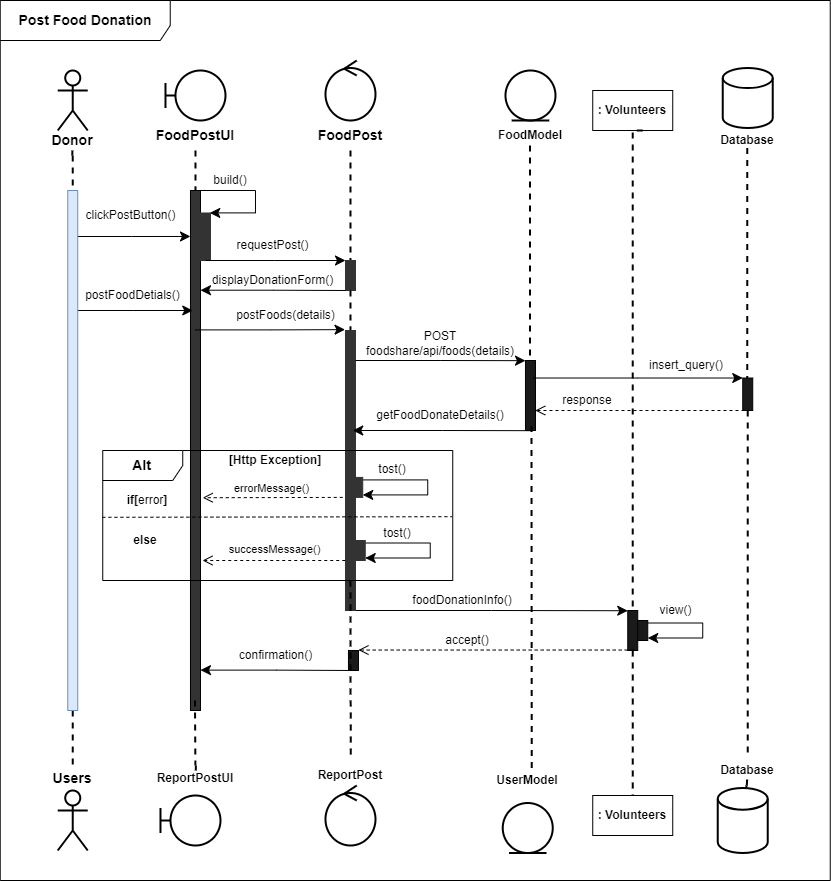 Post Food Donation
Donor
FoodPostUI
FoodPost
FoodModel
: Volunteers
Database
build()
clickPostButton()
requestPost()
displayDonationForm()
postFoodDetials()
postFoods(details)
POST
foodshare/api/foods(details)
insert_query()
response
getFoodDonateDetails()
Alt
[Http Exception]
tost()
errorMessage()
if[error]
else
tost()
successMessage()
foodDonationInfo()
view()
accept()
confirmation()
Users
ReportPostUI
ReportPost
UserModel
Database
: Volunteers